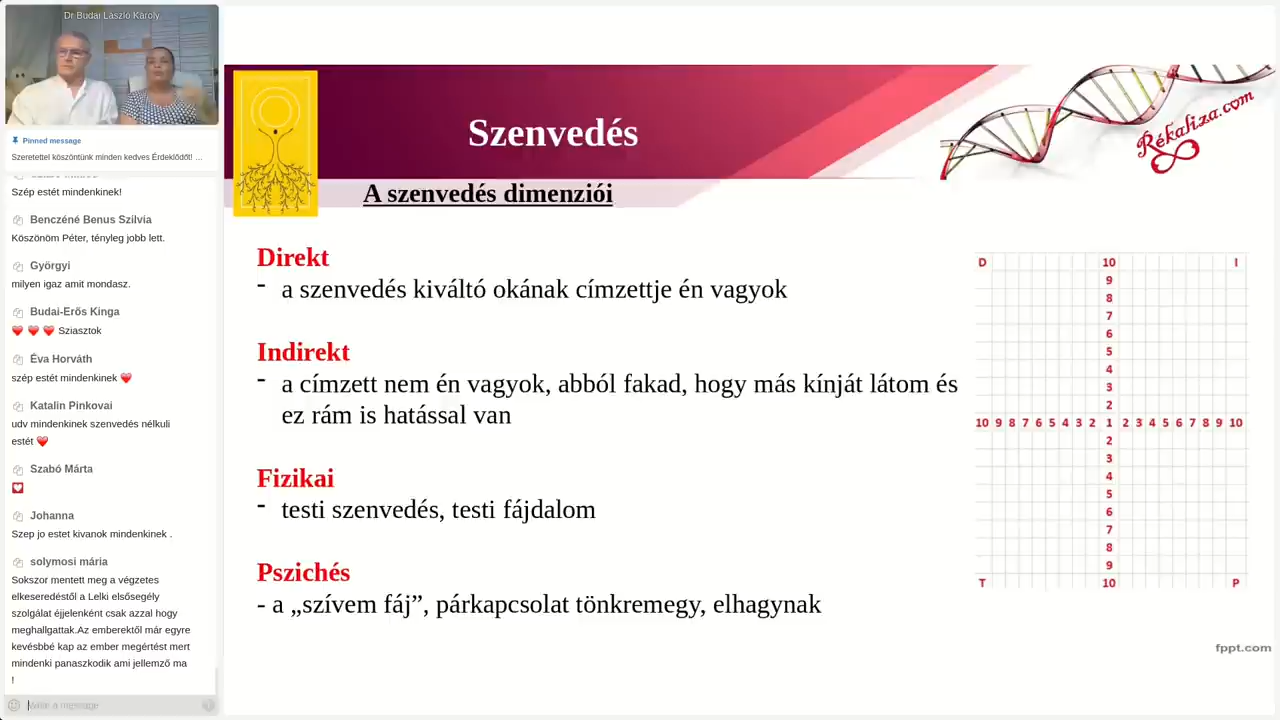 Dr Budai László Károly
Pinned message
Szeretettel köszöntünk minden kedves Érdeklődőt! ...
Szép estét mindenkinek!
Benczéné Benus Szilvia
Köszönöm Péter, tényleg jobb lett.
Györgyi
milyen igaz amit mondasz.
Budai-Erős Kinga
Sziasztok
Éva Horváth
szép estét mindenkinek
Katalin Pinkovai
udv mindenkinek szenvedés nélkuli
estét
Szabó Márta
Johanna
Szep jo estet kivanok mindenkinek .
solymosi mária
Sokszor mentett meg a végzetes
elkeseredéstől a Lelki elsősegély
szolgálat éjjelenként csak azzal hogy
meghallgattak.Az emberektől már egyre
kevésbbé kap az ember megértést mert
mindenki panaszkodik ami jellemző ma
!
Write a message
Szenvedés
Rékaliza.com
A szenvedés dimenziói
Direkt
- a szenvedés kiváltó okának címzettje én vagyok
Indirekt
- a címzett nem én vagyok, abból fakad, hogy más kínját látom és
ez rám is hatással van
Fizikai
- testi szenvedés, testi fájdalom
Pszichés
- a „szívem fáj”, párkapcsolat tönkremegy, elhagynak
D 10 I
9
8
7
6
5
4
3
2
10 9 8 7 6 5 4 3 2 1 2 3 4 5 6 7 8 9 10
2
3
4
5
6
7
8
9
T 10 P
fppt.com